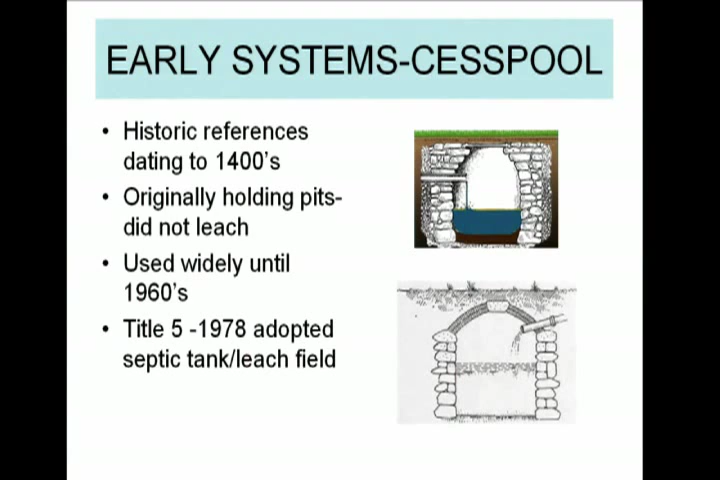 EARLY SYSTEMS-CESSPOOL
• Historic references
dating to 1400's
• Originally holding pits-
did not leach
• Used widely until
1960's
• Title 5 -1978 adopted
septic tank/leach field